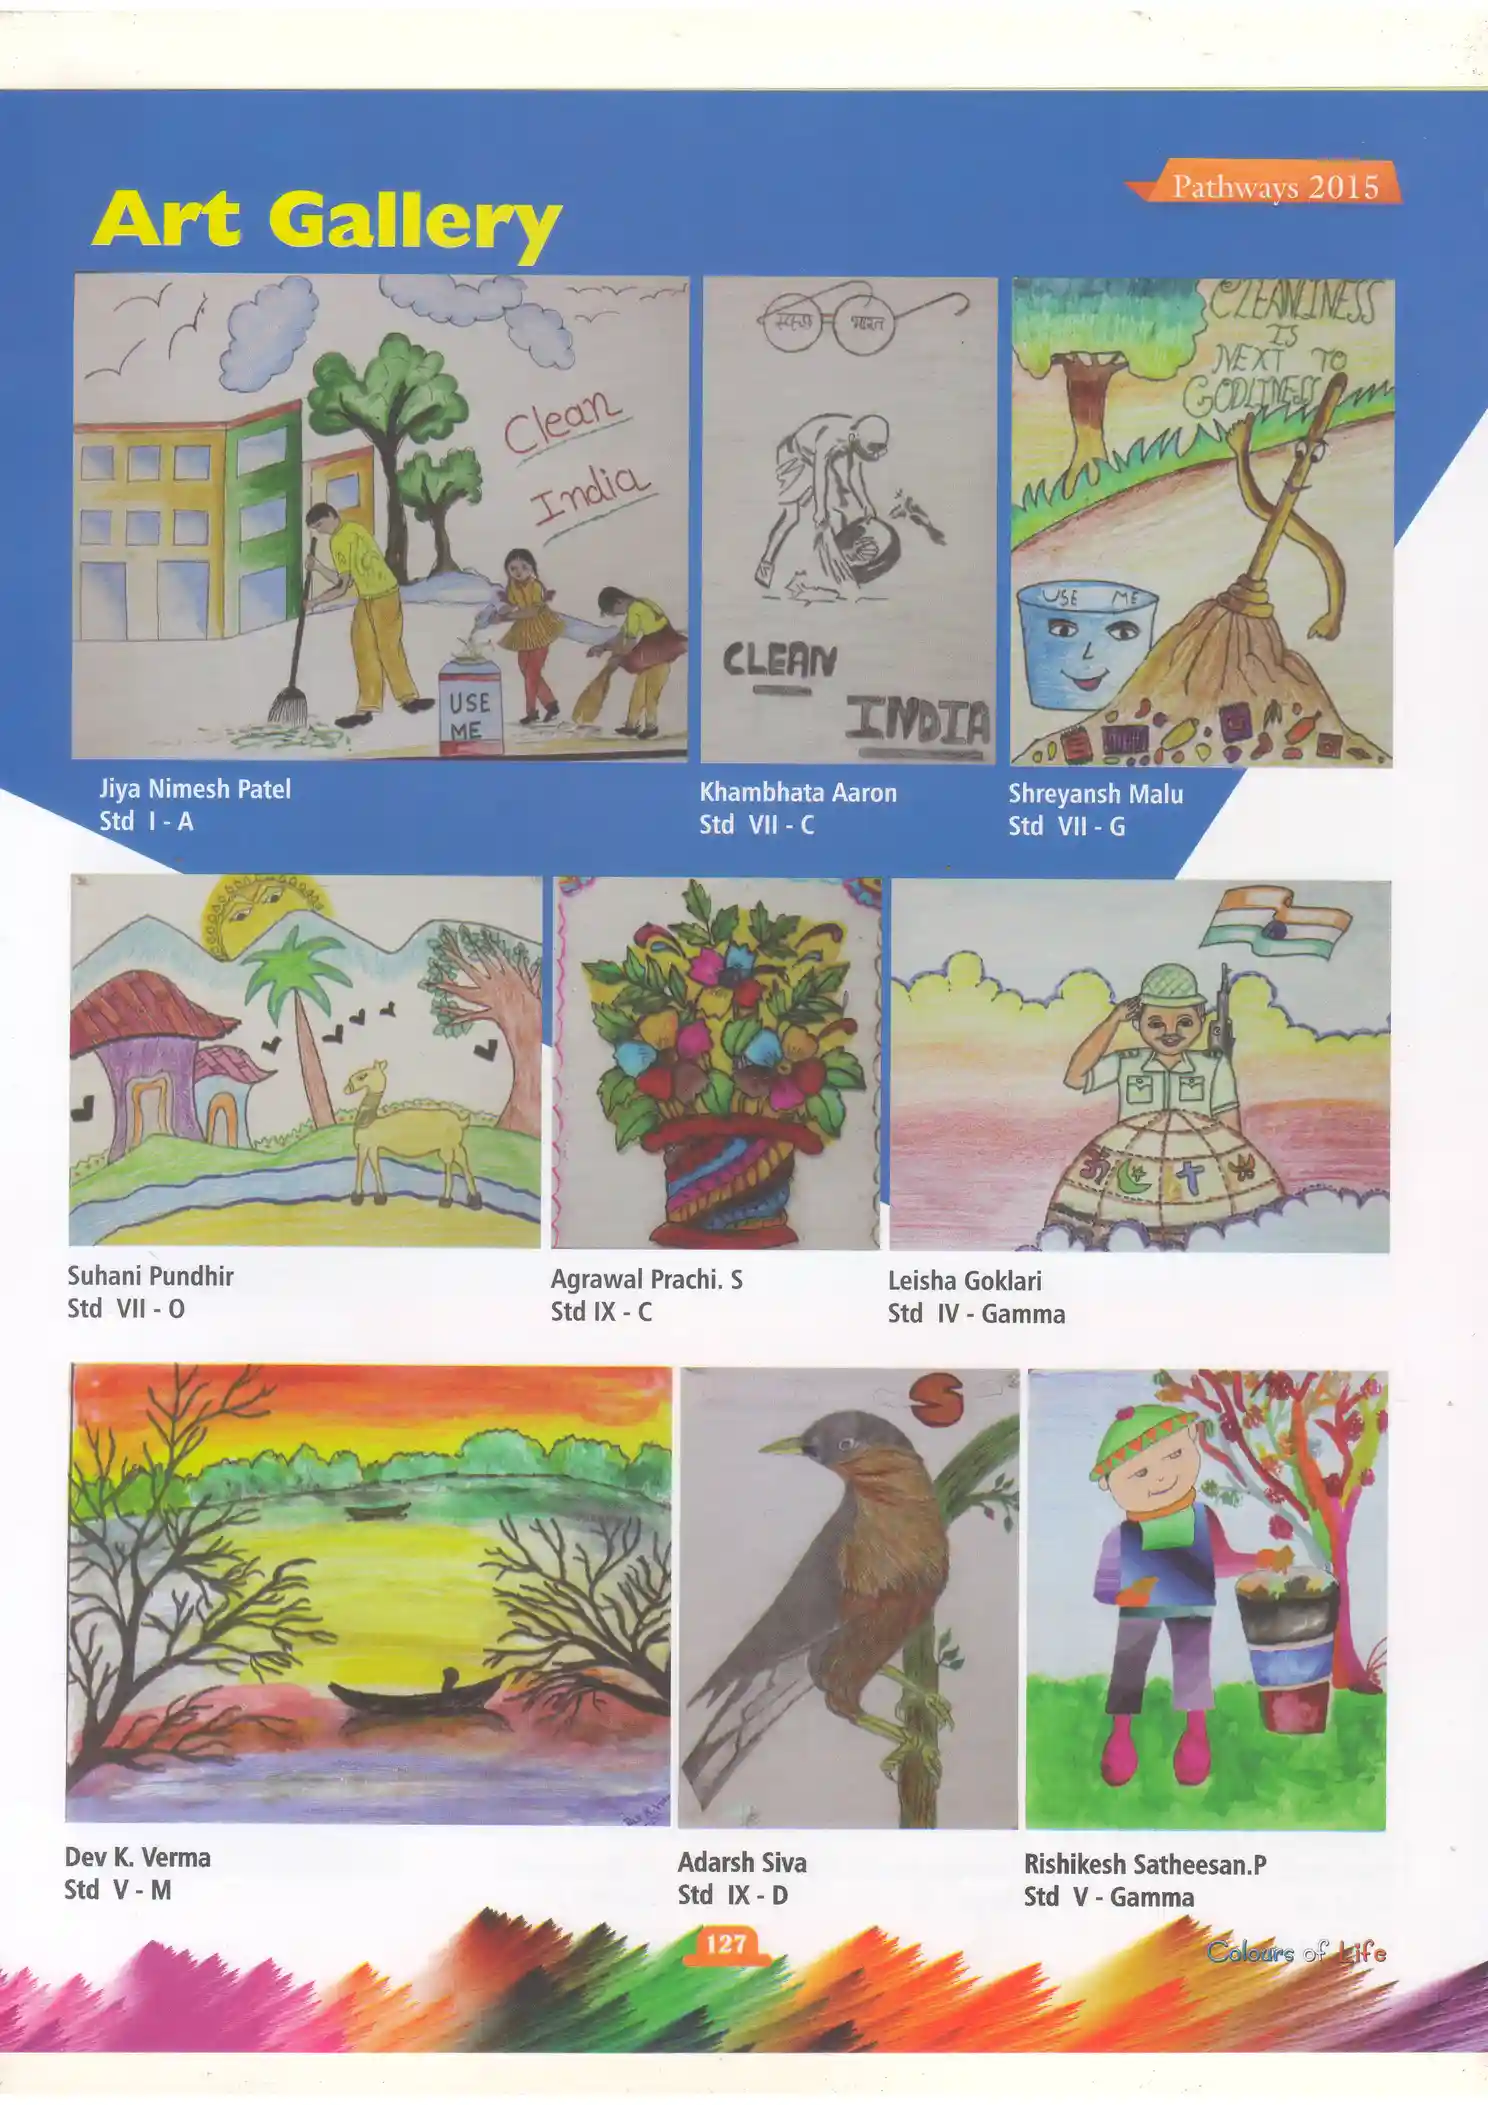 Pathways 2015
Art Gallery
Clean
India
USE
ME
स्वच्छ भारत
CLEAN
INDIA
CLEANLINESS
IS
NEXT TO
GODLINESS
USE ME
Jiya Nimesh Patel
Std I - A
Khambhata Aaron
Std VII - C
Shreyansh Malu
Std VII - G
ॐ
Suhani Pundhir
Std VII - O
Agrawal Prachi. S
Std IX - C
Leisha Goklari
Std IV - Gamma
S
Dev K. Verma
Std V - M
Adarsh Siva
Std IX - D
Rishikesh Satheesan.P
Std V - Gamma
127
Colours of Life